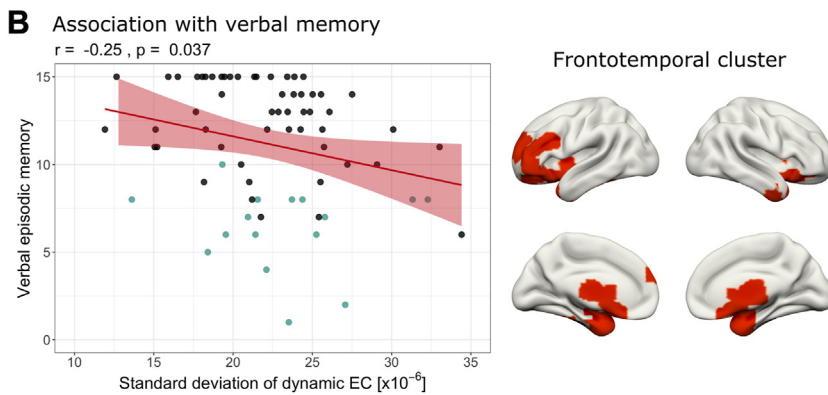 B Association with verbal memory
r = -0.25 , p = 0.037
Frontotemporal cluster
Verbal episodic memory
15
10
5
0
10 15 20 25 30 35
Standard deviation of dynamic EC [x10⁻⁶]